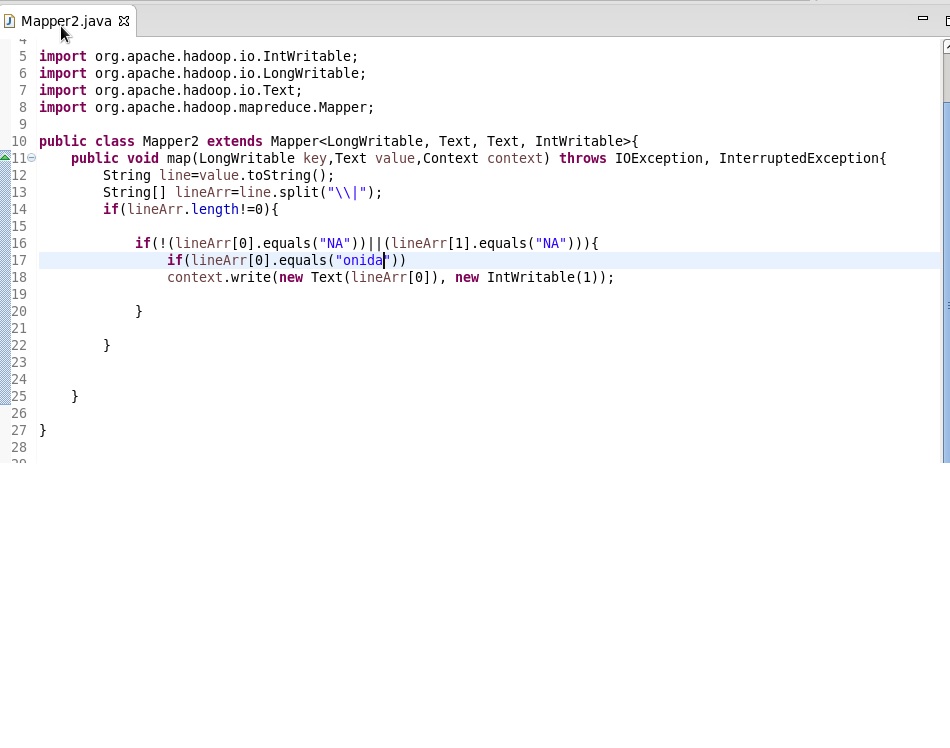 Mapper2.java
4
5 import org.apache.hadoop.io.IntWritable;
6 import org.apache.hadoop.io.LongWritable;
7 import org.apache.hadoop.io.Text;
8 import org.apache.hadoop.mapreduce.Mapper;
9
10 public class Mapper2 extends Mapper<LongWritable, Text, Text, IntWritable>{
11 public void map(LongWritable key,Text value,Context context) throws IOException, InterruptedException{
12 String line=value.toString();
13 String[] lineArr=line.split("\\|");
14 if(lineArr.length!=0){
15
16 if(!(lineArr[0].equals("NA"))||(lineArr[1].equals("NA"))){
17 if(lineArr[0].equals("onida"))
18 context.write(new Text(lineArr[0]), new IntWritable(1));
19
20 }
21
22 }
23
24
25 }
26
27 }
28